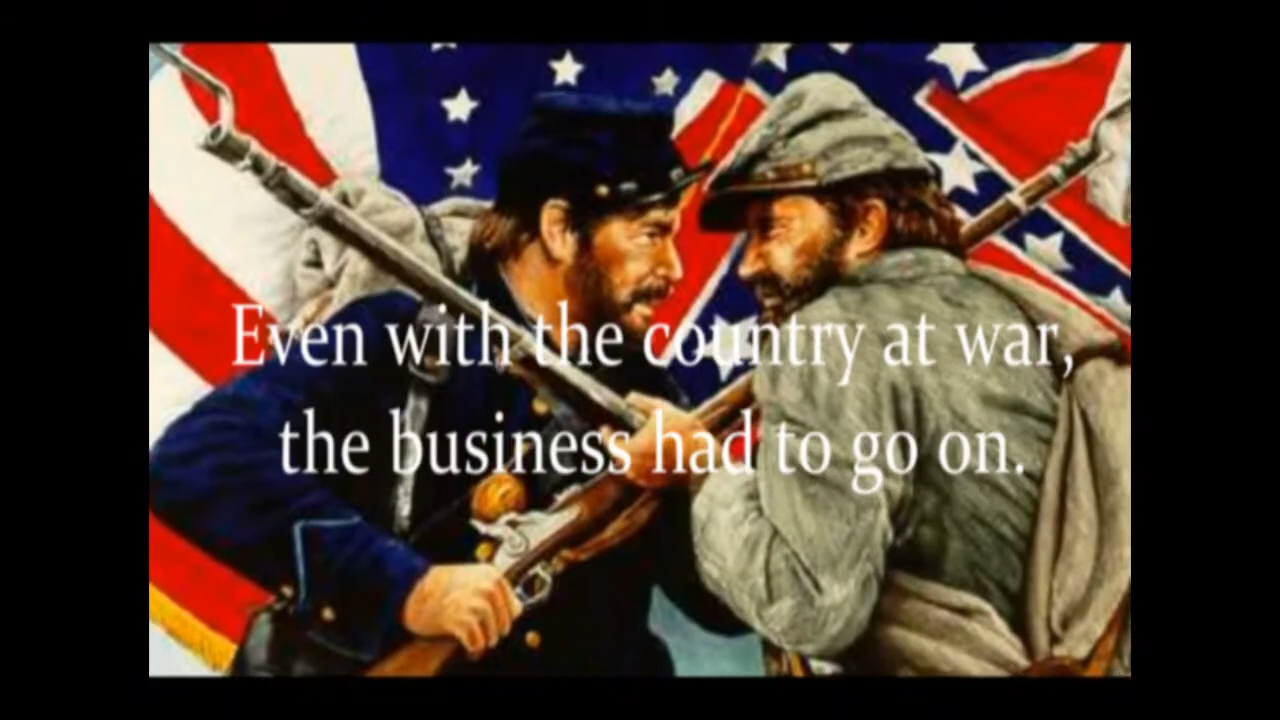 Even with the country at war,
the business had to go on.